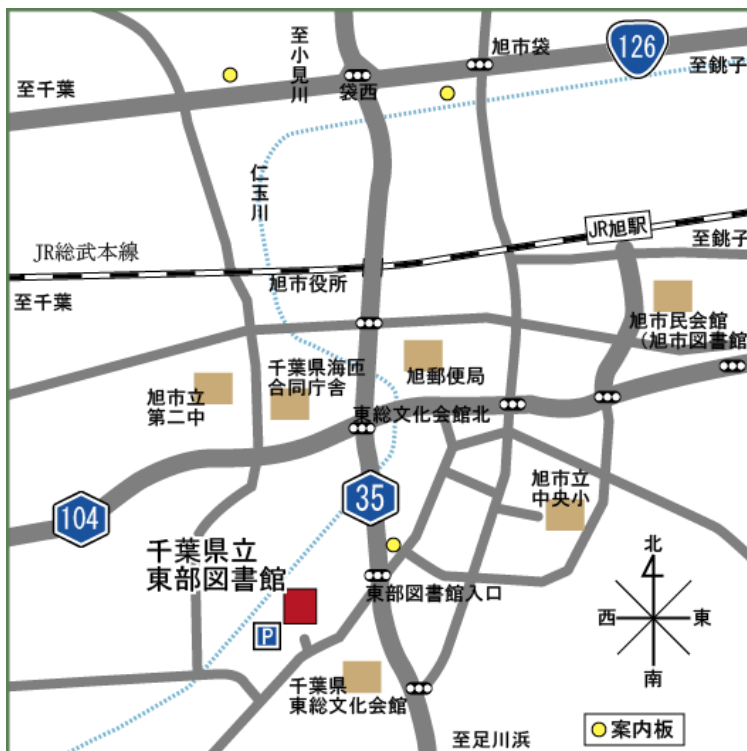 至小見川
旭市袋
126
至千葉
袋西
至銚子
仁玉川
JR旭駅
JR総武本線
至銚子
至千葉
旭市役所
旭市民会館
（旭市図書館
千葉県海匝
合同庁舎
旭郵便局
旭市立
第二中
東総文化会館北
旭市立
中央小
35
104
千葉県立
東部図書館
東部図書館入口
P
北
西
東
南
千葉県
東総文化会館
至足川浜
案内板